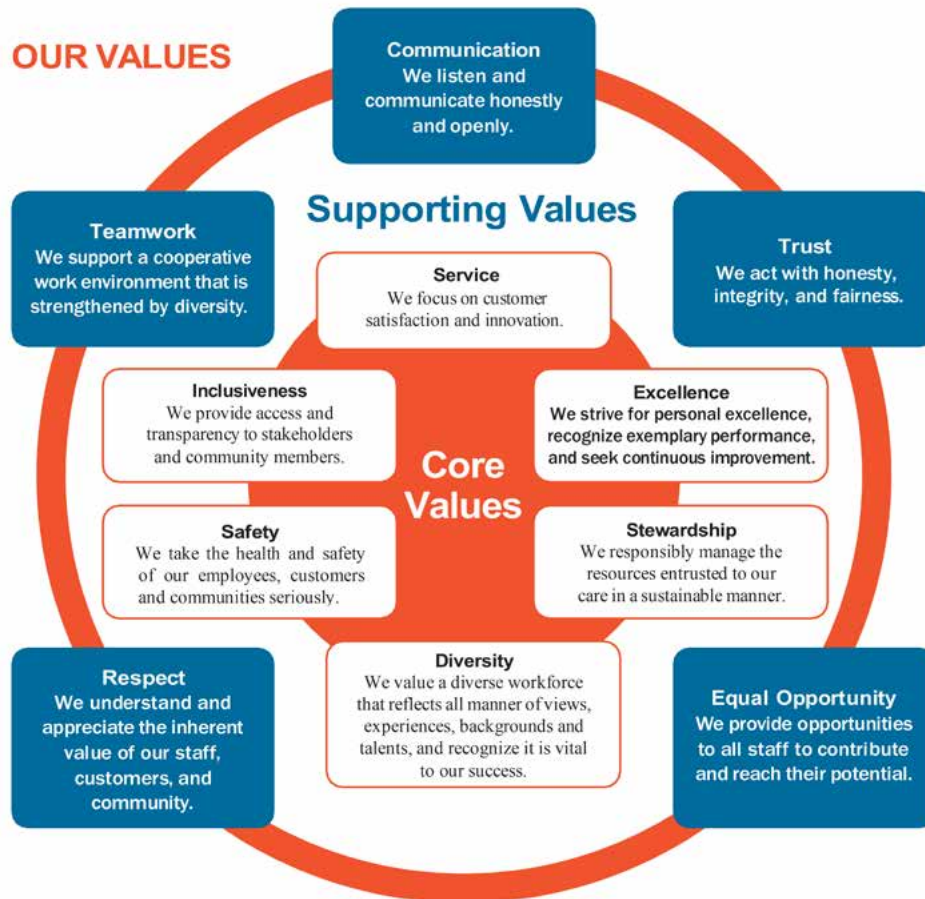 OUR VALUES
Communication
We listen and
communicate honestly
and openly.
Supporting Values
Teamwork
We support a cooperative
work environment that is
strengthened by diversity.
Trust
We act with honesty,
integrity, and fairness.
Service
We focus on customer
satisfaction and innovation.
Inclusiveness
We provide access and
transparency to stakeholders
and community members.
Excellence
We strive for personal excellence,
recognize exemplary performance,
and seek continuous improvement.
Core
Values
Safety
We take the health and safety
of our employees, customers
and communities seriously.
Stewardship
We responsibly manage the
resources entrusted to our
care in a sustainable manner.
Diversity
We value a diverse workforce
that reflects all manner of views,
experiences, backgrounds and
talents, and recognize it is vital
to our success.
Respect
We understand and
appreciate the inherent
value of our staff,
customers, and
community.
Equal Opportunity
We provide opportunities
to all staff to contribute
and reach their potential.